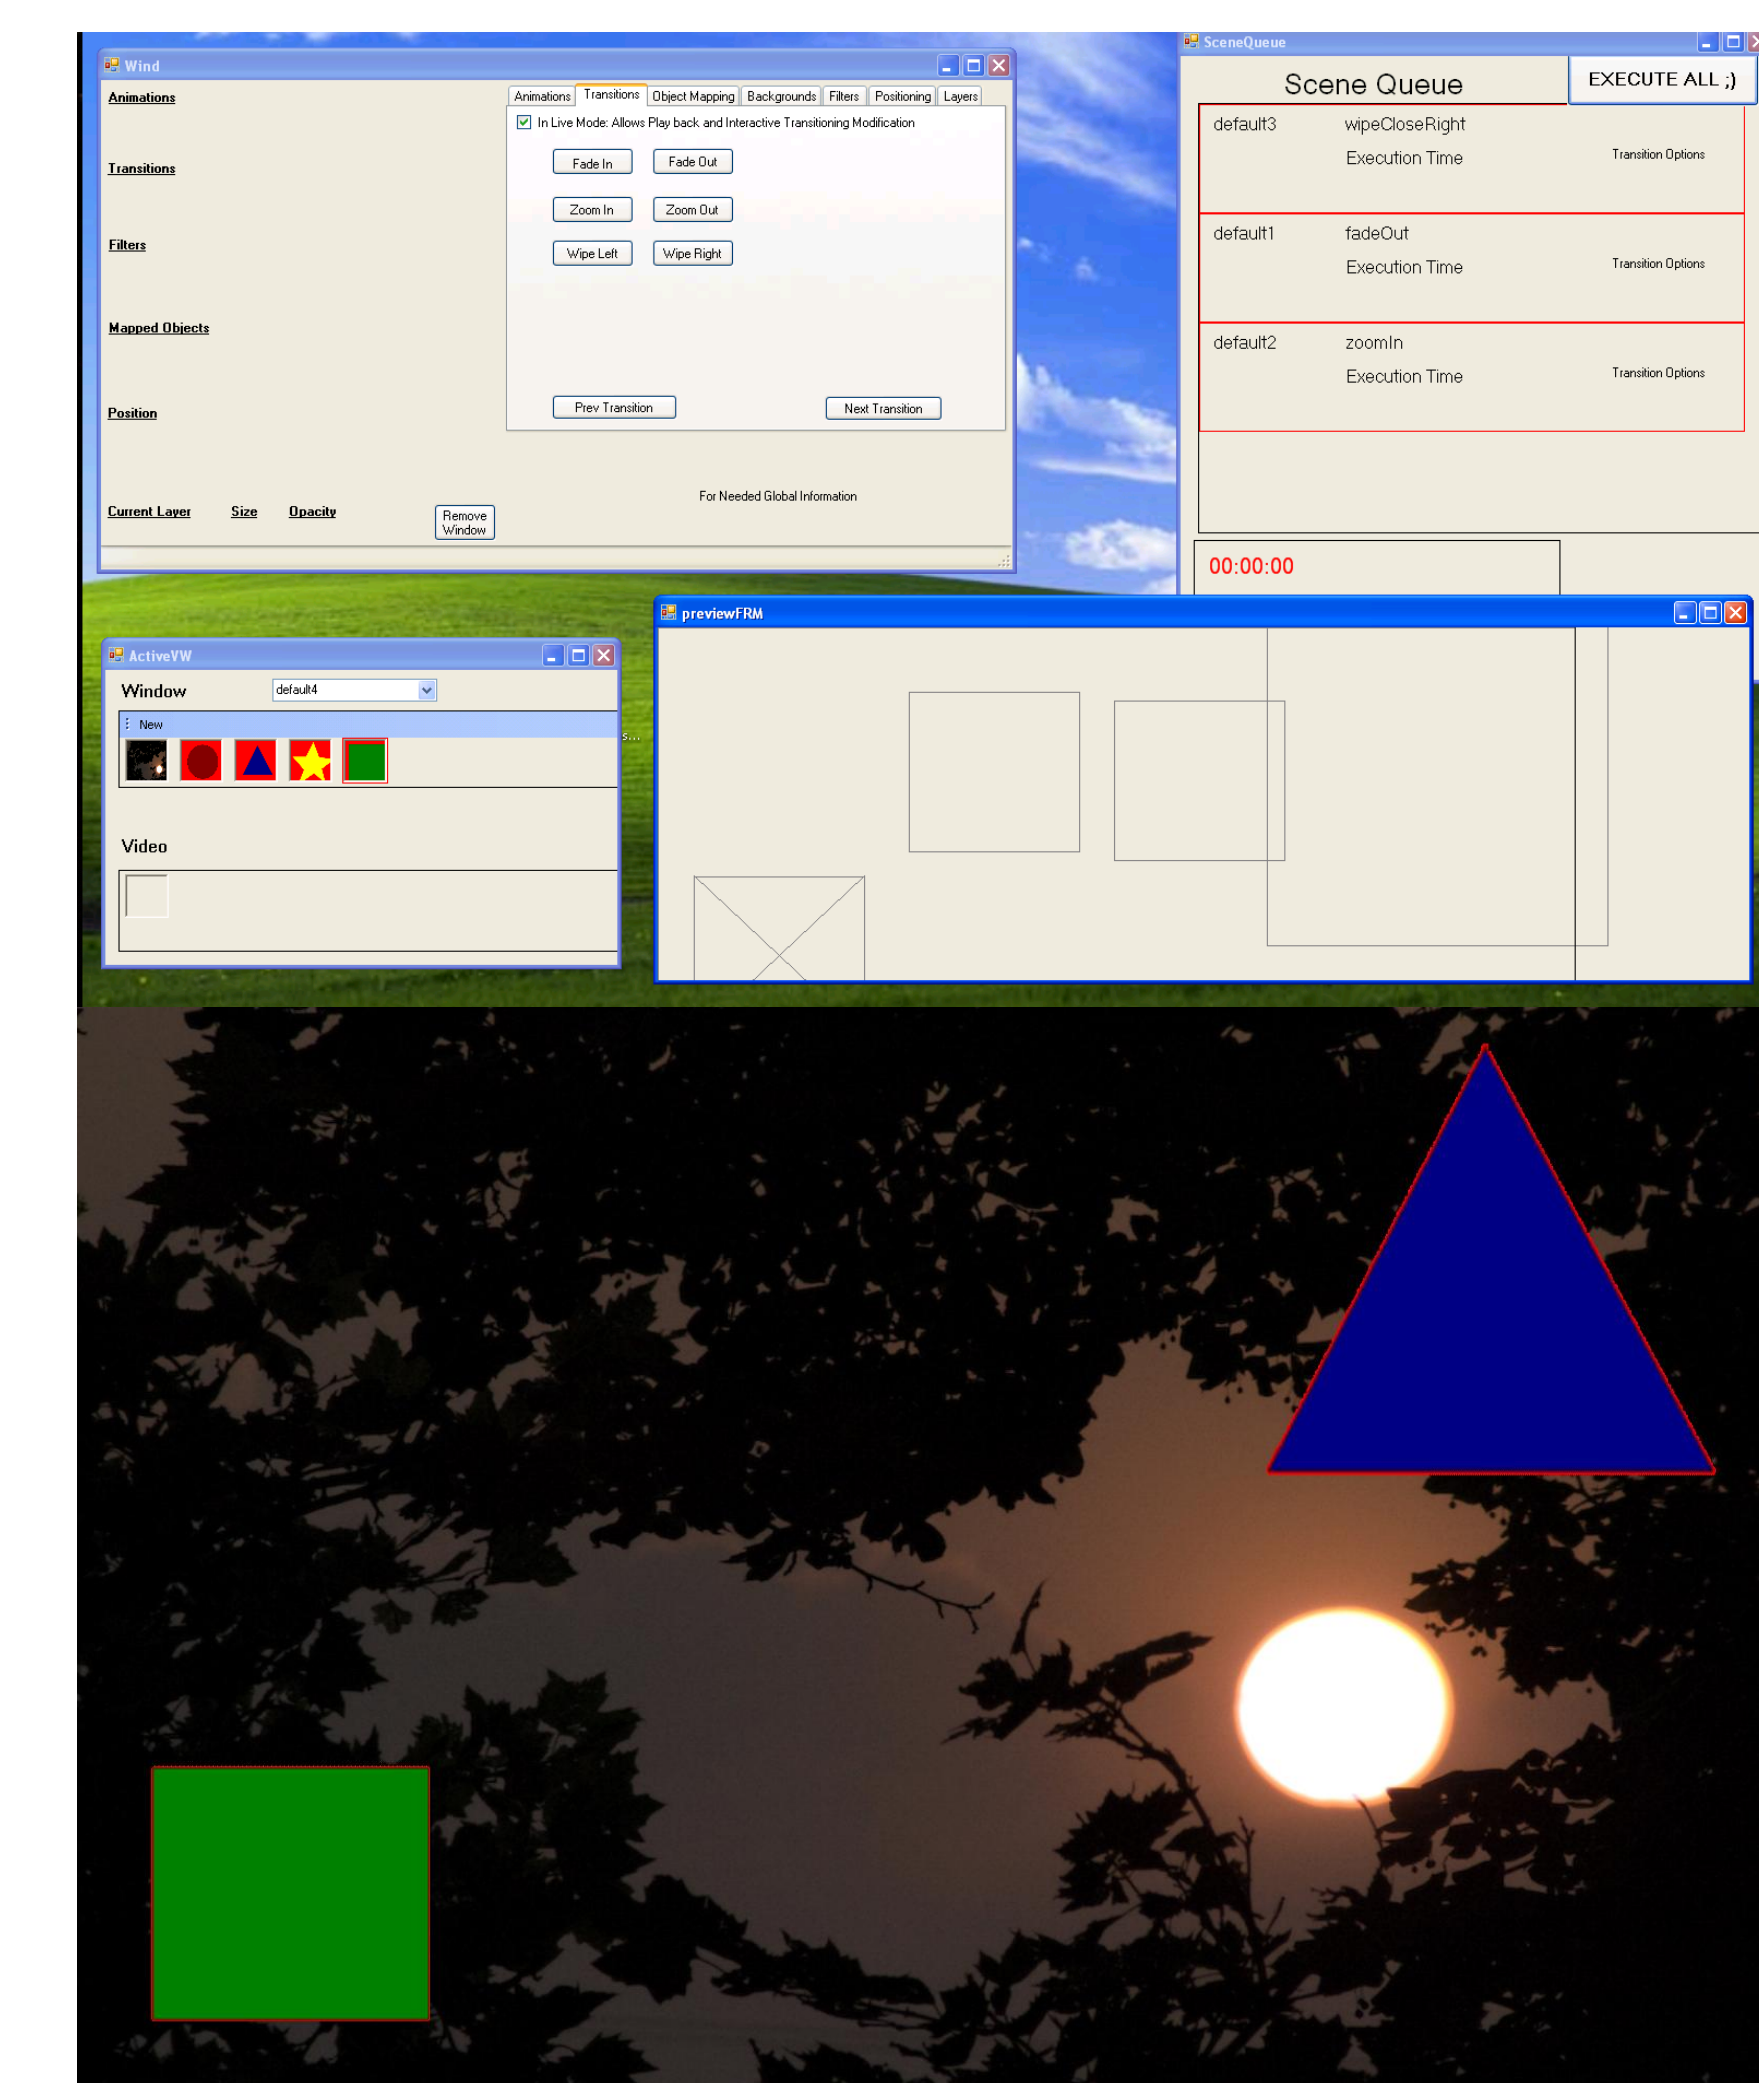 Wind
Animations
Transitions
Filters
Mapped Objects
Position
Current Layer Size Opacity
Remove
Window
Animations Transitions Object Mapping Backgrounds Filters Positioning Layers
In Live Mode: Allows Play back and Interactive Transitioning Modification
Fade In Fade Out
Zoom In Zoom Out
Wipe Left Wipe Right
Prev Transition Next Transition
For Needed Global Information
SceneQueue
Scene Queue
EXECUTE ALL ;)
default3 wipeCloseRight
Execution Time Transition Options
default1 fadeOut
Execution Time Transition Options
default2 zoomIn
Execution Time Transition Options
00:00:00
ActiveVW
Window default4
New
Video
s...
previewFRM